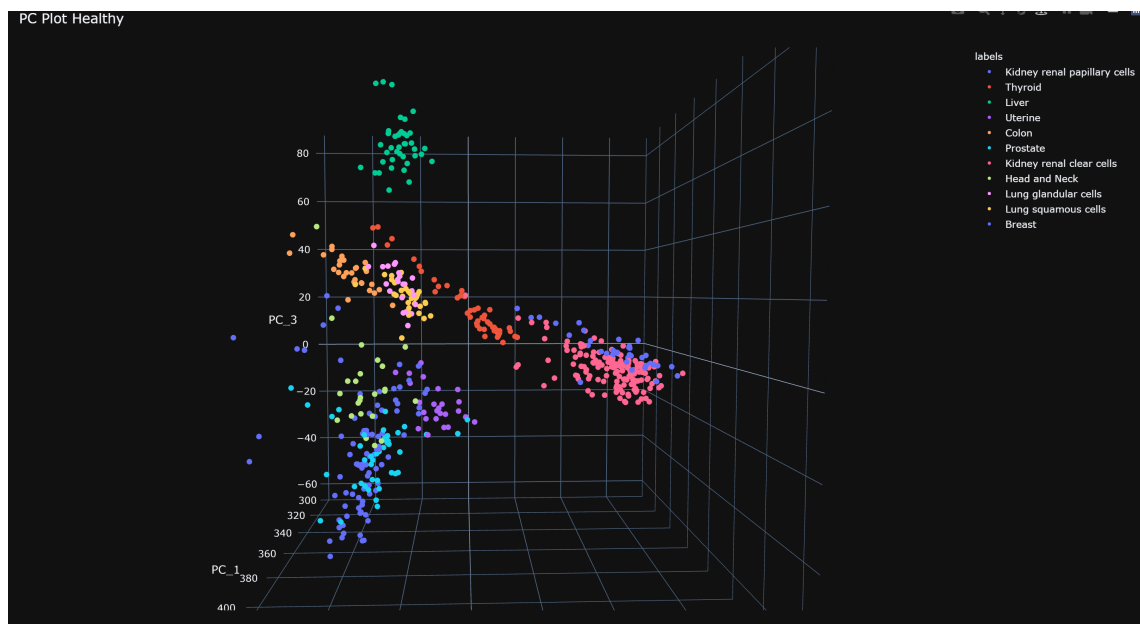 PC Plot Healthy
labels
Kidney renal papillary cells
Thyroid
Liver
Uterine
Colon
Prostate
Kidney renal clear cells
Head and Neck
Lung glandular cells
Lung squamous cells
Breast
80
60
40
20
PC_3
0
−20
−40
−60
300
320
340
360
PC_1
380
400